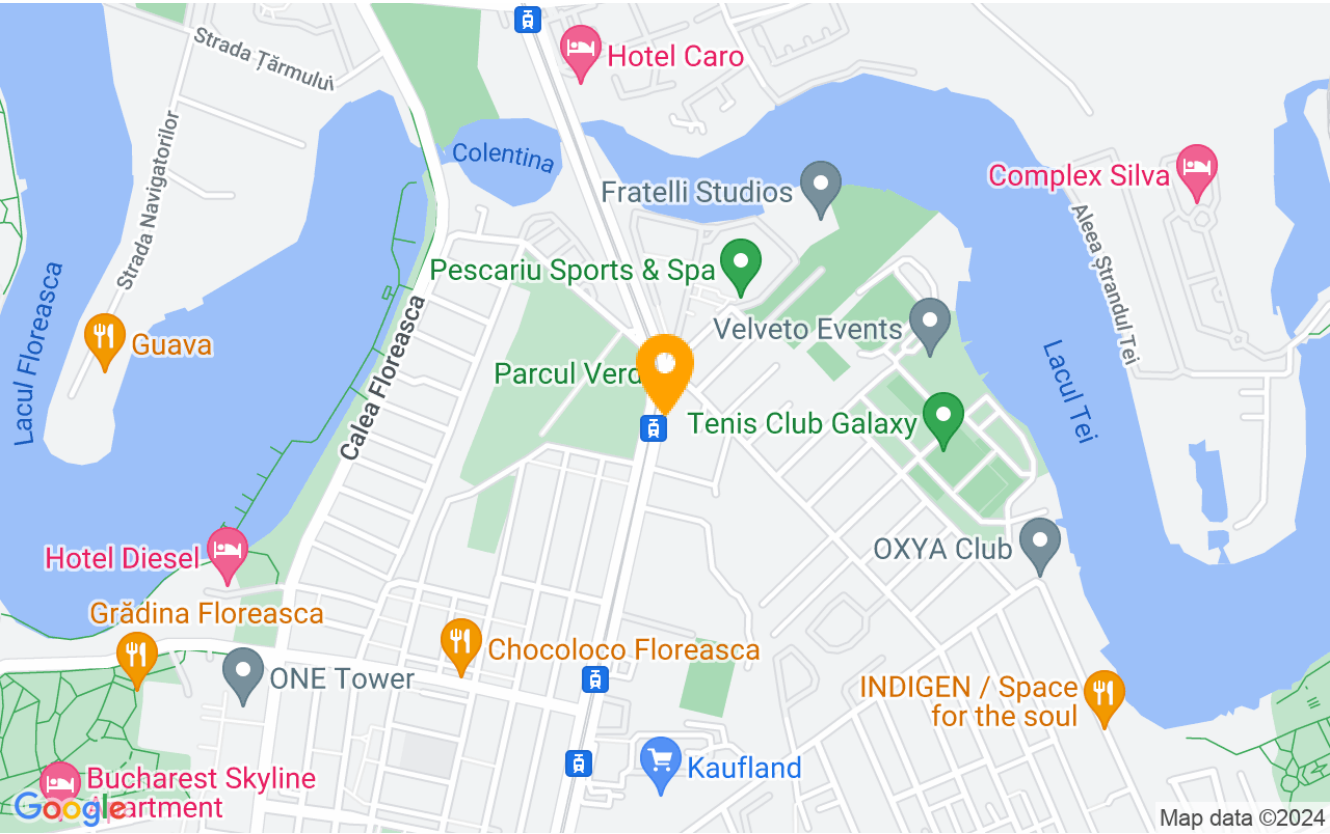 Strada Țărmului
Hotel Caro
Colentina
Strada Navigatorilor
Complex Silva
Fratelli Studios
Aleea Ștrandul Tei
Pescariu Sports & Spa
Lacul Floreasca
Calea Floreasca
Velveto Events
Guava
Lacul Tei
Parcul Verd
Tenis Club Galaxy
Hotel Diesel
OXYA Club
Grădina Floreasca
Chocoloco Floreasca
ONE Tower
INDIGEN / Space
for the soul
Kaufland
Bucharest Skyline
Apartment
Google
Map data ©2024